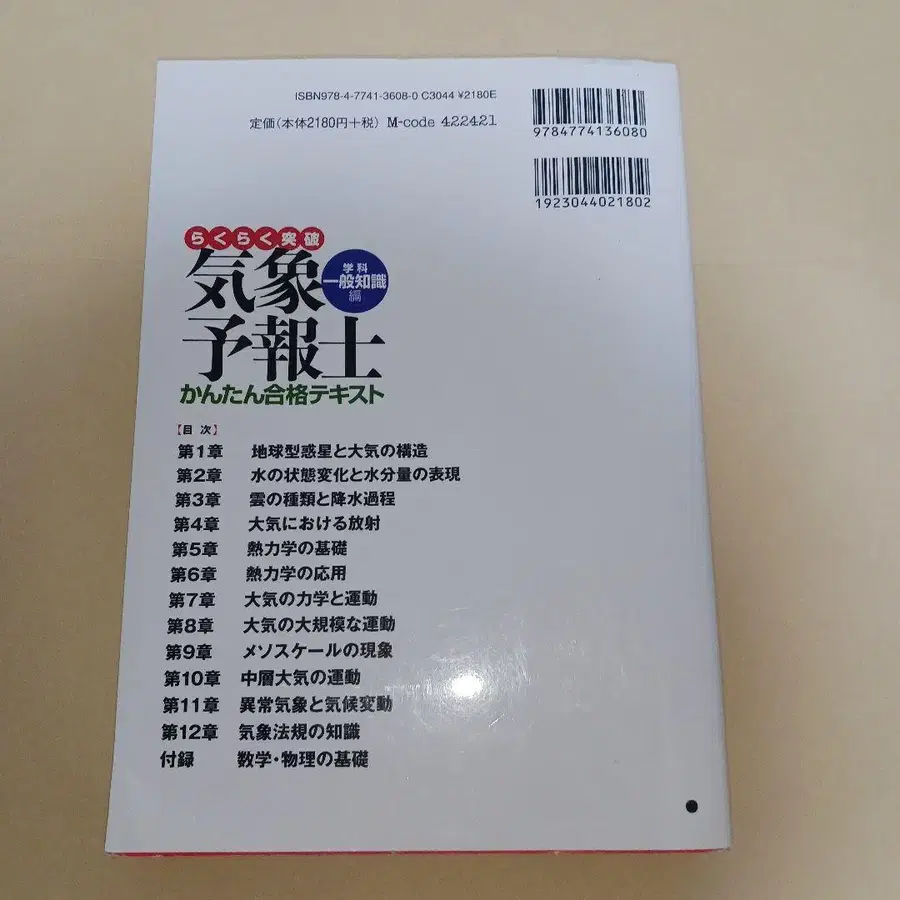 ISBN978-4-7741-3608-0 C3044 ¥2180E
定価(本体2180円+税) M-code 422421
9784774136080
1923044021802
らくらく突破
気象
予報士
学科
一般知識
編
かんたん合格テキスト
【目 次】
第1章 地球型惑星と大気の構造
第2章 水の状態変化と水分量の表現
第3章 雲の種類と降水過程
第4章 大気における放射
第5章 熱力学の基礎
第6章 熱力学の応用
第7章 大気の力学と運動
第8章 大気の大規模な運動
第9章 メソスケールの現象
第10章 中層大気の運動
第11章 異常気象と気候変動
第12章 気象法規の知識
付録 数学・物理の基礎